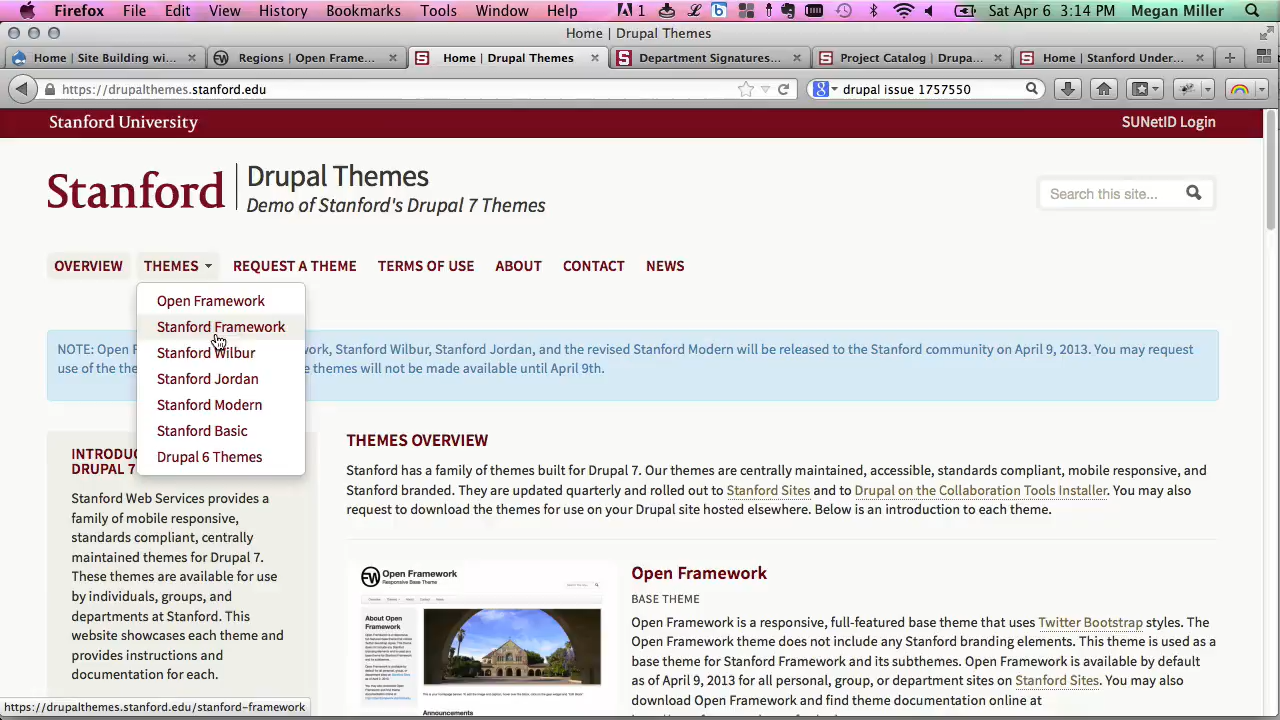 Firefox File Edit View History Bookmarks Tools Window Help 1 Sat Apr 6 3:14 PM Megan Miller
Home | Drupal Themes
Home | Site Building wi... Regions | Open Frame... Home | Drupal Themes Department Signatures... Project Catalog | Drupa... Home | Stanford Under...
https://drupalthemes.stanford.edu drupal issue 1757550
Stanford University SUNetID Login
Stanford Drupal Themes
Demo of Stanford's Drupal 7 Themes
Search this site...
OVERVIEW THEMES REQUEST A THEME TERMS OF USE ABOUT CONTACT NEWS
Open Framework
Stanford Framework
Stanford Wilbur
Stanford Jordan
Stanford Modern
Stanford Basic
Drupal 6 Themes
NOTE: Open F work, Stanford Wilbur, Stanford Jordan, and the revised Stanford Modern will be released to the Stanford community on April 9, 2013. You may request
use of the the themes will not be made available until April 9th.
INTRODU
DRUPAL 7
Stanford Web Services provides a
family of mobile responsive,
standards compliant, centrally
maintained themes for Drupal 7.
These themes are available for use
by individuals, groups, and
departments at Stanford. This
website showcases each theme and
provides instructions and
documentation for each.
THEMES OVERVIEW
Stanford has a family of themes built for Drupal 7. Our themes are centrally maintained, accessible, standards compliant, mobile responsive, and
Stanford branded. They are updated quarterly and rolled out to Stanford Sites and to Drupal on the Collaboration Tools Installer. You may also
request to download the themes for use on your Drupal site hosted elsewhere. Below is an introduction to each theme.
Open Framework
Responsive Base Theme
About Open
Framework
Announcements
Open Framework
BASE THEME
Open Framework is a responsive, full-featured base theme that uses Twitter Bootstrap styles. The
Open Framework theme does not include any Stanford branding elements. The theme is used as a
base theme for Stanford Framework and its subthemes. Open Framework is available by default
as of April 9, 2013 for all personal, group, or department sites on Stanford Sites. You may also
request to download Open Framework and find theme documentation online at
https://drupalthemes.stanford.edu/stanford-framework